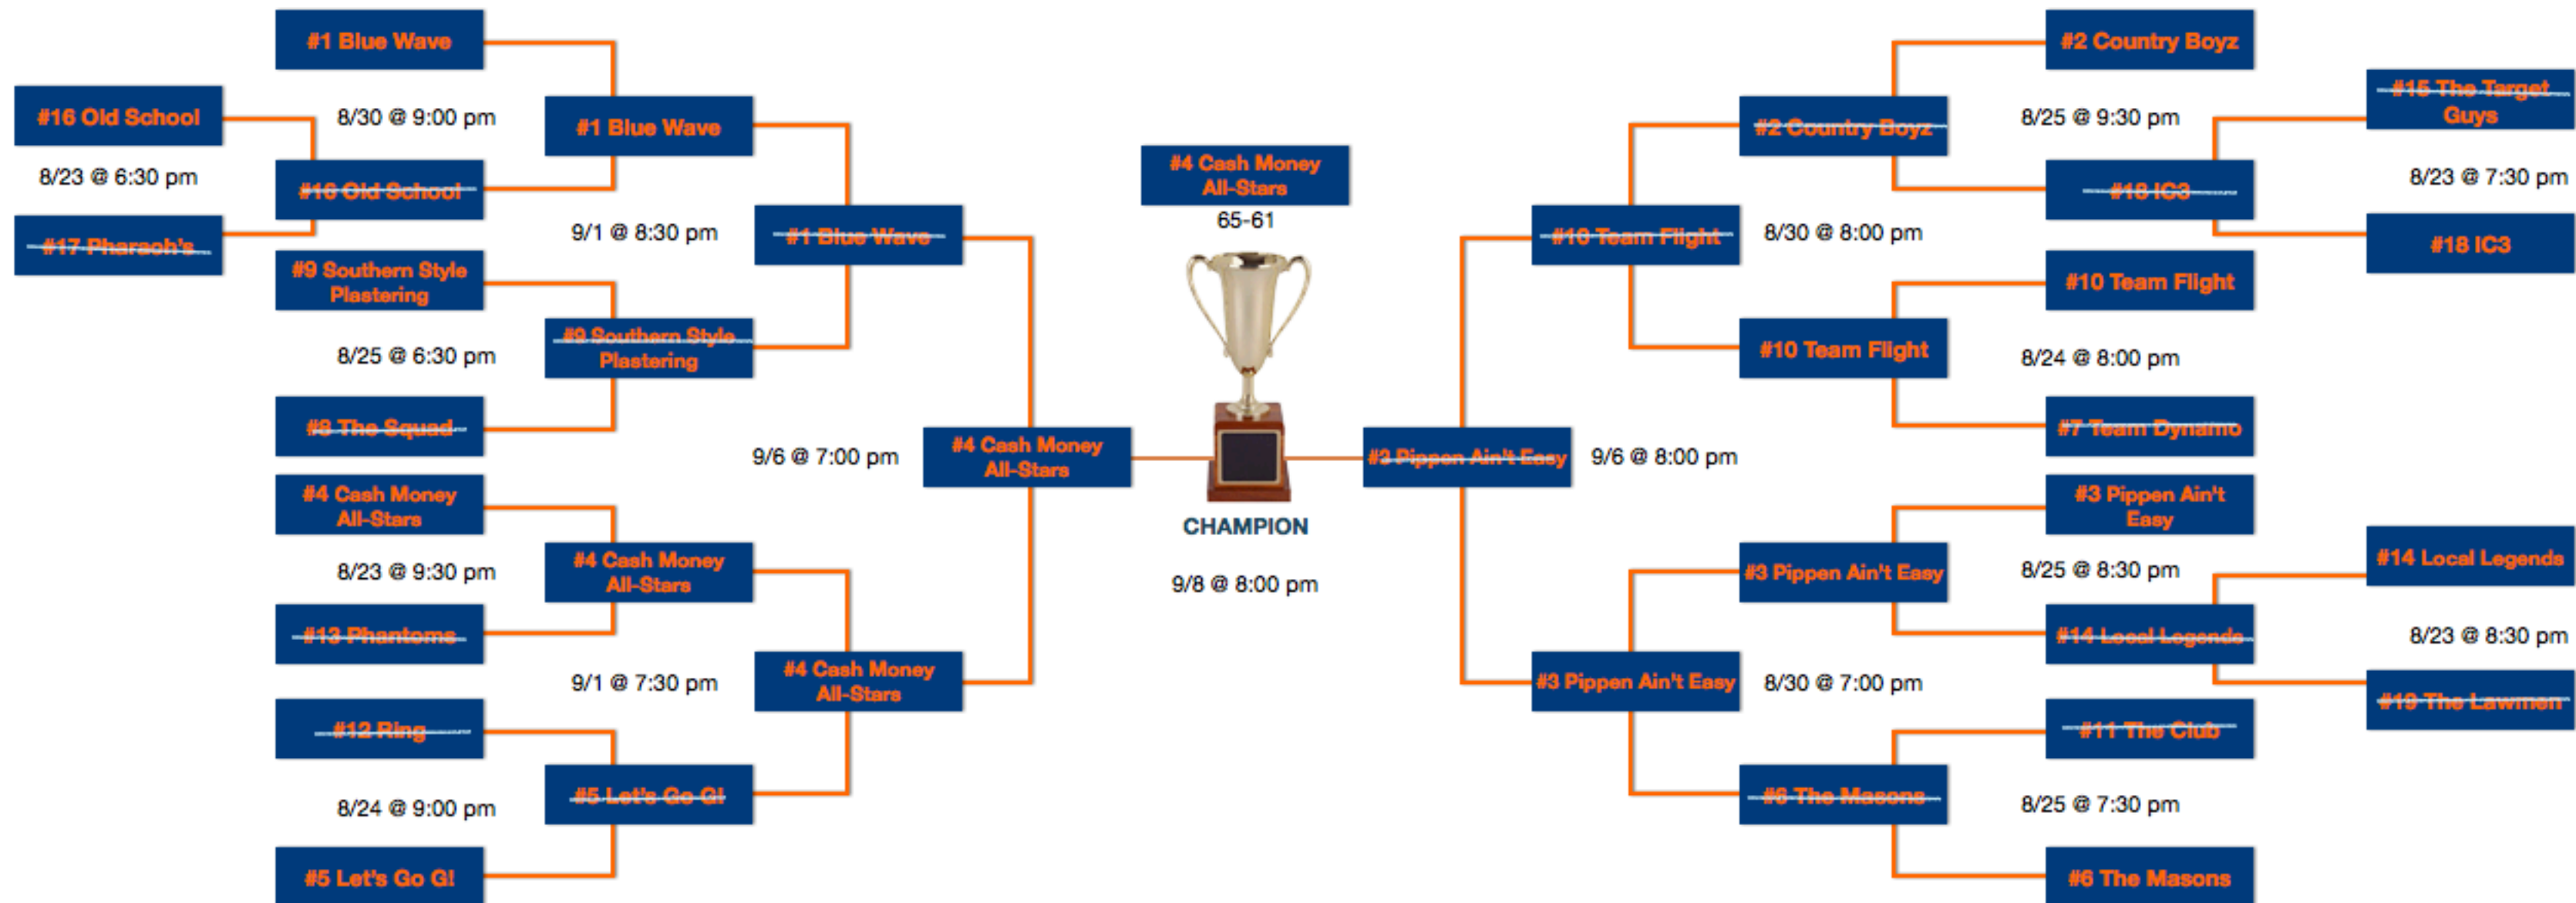 #1 Blue Wave
#16 Old School
8/23 @ 6:30 pm
#17 Pharaoh's
8/30 @ 9:00 pm
#16 Old School
#9 Southern Style
Plastering
8/25 @ 6:30 pm
#8 The Squad
#4 Cash Money
All-Stars
8/23 @ 9:30 pm
#13 Phantoms
#12 Ring
8/24 @ 9:00 pm
#5 Let's Go G!
#1 Blue Wave
9/1 @ 8:30 pm
#9 Southern Style
Plastering
#4 Cash Money
All-Stars
9/1 @ 7:30 pm
#5 Let's Go G!
#1 Blue Wave
9/6 @ 7:00 pm
#4 Cash Money
All-Stars
#4 Cash Money
All-Stars
#4 Cash Money
All-Stars
65-61
CHAMPION
9/8 @ 8:00 pm
#3 Pippen Ain't Easy
9/6 @ 8:00 pm
#10 Team Flight
8/30 @ 8:00 pm
#3 Pippen Ain't Easy
8/30 @ 7:00 pm
#2 Country Boyz
#10 Team Flight
#3 Pippen Ain't Easy
#6 The Masons
#2 Country Boyz
8/25 @ 9:30 pm
#18 IC3
#10 Team Flight
8/24 @ 8:00 pm
#7 Team Dynamo
#3 Pippen Ain't
Easy
8/25 @ 8:30 pm
#14 Local Legends
#11 The Club
8/25 @ 7:30 pm
#6 The Masons
#15 The Target
Guys
8/23 @ 7:30 pm
#18 IC3
#14 Local Legends
8/23 @ 8:30 pm
#19 The Lawmen